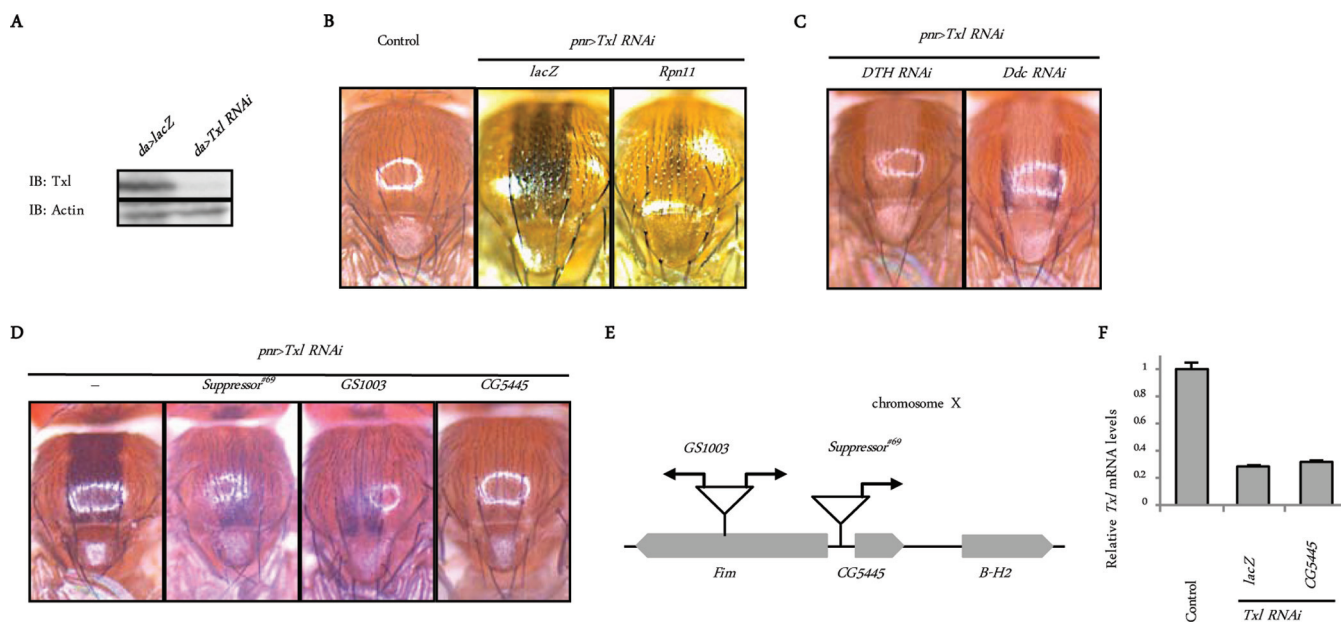 A
da>lacZ
da>Txl RNAi
IB: Txl
IB: Actin
B
Control
pnr>Txl RNAi
lacZ
Rpn11
C
pnr>Txl RNAi
DTH RNAi
Ddc RNAi
D
pnr>Txl RNAi
–
Suppressor#69
GS1003
CG5445
E
chromosome X
GS1003
Suppressor#69
Fim
CG5445
B-H2
F
Relative Txl mRNA levels
1
0.8
0.6
0.4
0.2
0
Control
lacZ
CG5445
Txl RNAi